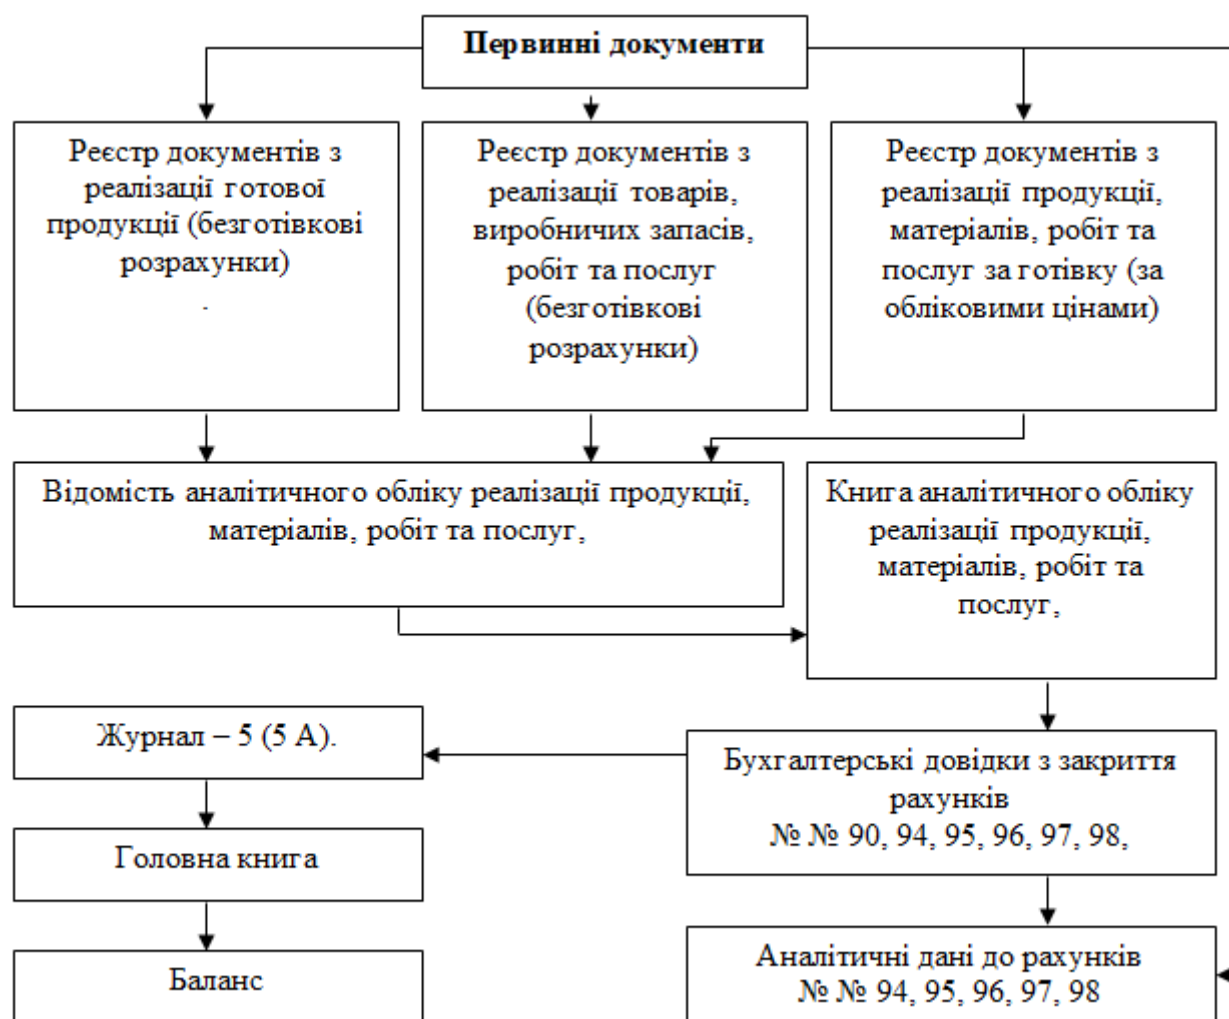 Первинні документи
Реєстр документів з
реалізації готової
продукції (безготівкові
розрахунки)
.
Реєстр документів з
реалізації товарів,
виробничих запасів,
робіт та послуг
(безготівкові
розрахунки)
Реєстр документів з
реалізації продукції,
матеріалів, робіт та
послуг за готівку (за
обліковими цінами)
Відомість аналітичного обліку реалізації продукції,
матеріалів, робіт та послуг,
Книга аналітичного обліку
реалізації продукції,
матеріалів, робіт та
послуг,
Журнал – 5 (5 А).
Бухгалтерські довідки з закриття
рахунків
№ № 90, 94, 95, 96, 97, 98,
Головна книга
Баланс
Аналітичні дані до рахунків
№ № 94, 95, 96, 97, 98